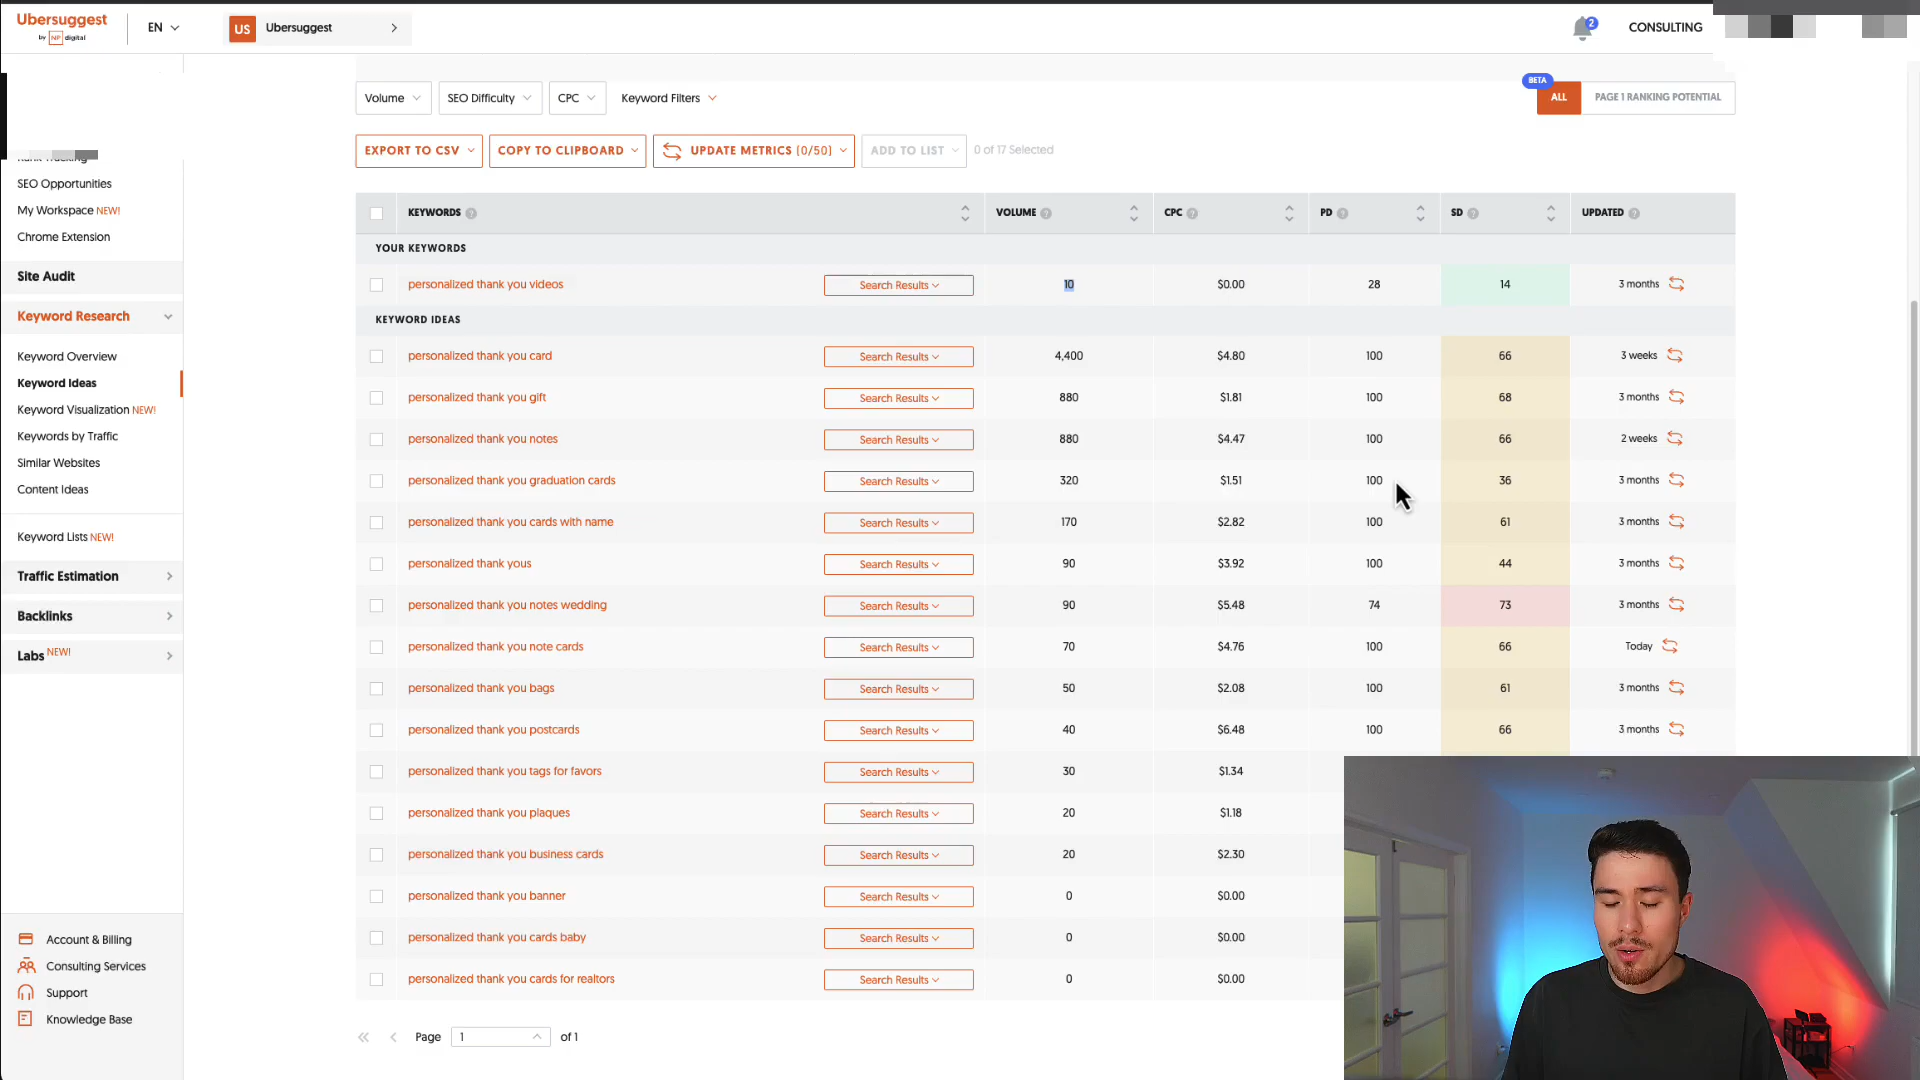 Ubersuggest
by NP digital
EN
US Ubersuggest
2
CONSULTING
Volume
SEO Difficulty
CPC
Keyword Filters
BETA
ALL
PAGE 1 RANKING POTENTIAL
EXPORT TO CSV
COPY TO CLIPBOARD
UPDATE METRICS (0/50)
ADD TO LIST
0 of 17 Selected
Rank Tracking
SEO Opportunities
My Workspace NEW!
Chrome Extension
Site Audit
Keyword Research
Keyword Overview
Keyword Ideas
Keyword Visualization NEW!
Keywords by Traffic
Similar Websites
Content Ideas
Keyword Lists NEW!
Traffic Estimation
Backlinks
Labs NEW!
Account & Billing
Consulting Services
Support
Knowledge Base
KEYWORDS ? VOLUME ? CPC ? PD ? SD ? UPDATED ?
YOUR KEYWORDS
personalized thank you videos Search Results 10 $0.00 28 14 3 months
KEYWORD IDEAS
personalized thank you card Search Results 4,400 $4.80 100 66 3 weeks
personalized thank you gift Search Results 880 $1.81 100 68 3 months
personalized thank you notes Search Results 880 $4.47 100 66 2 weeks
personalized thank you graduation cards Search Results 320 $1.51 100 36 3 months
personalized thank you cards with name Search Results 170 $2.82 100 61 3 months
personalized thank yous Search Results 90 $3.92 100 44 3 months
personalized thank you notes wedding Search Results 90 $5.48 74 73 3 months
personalized thank you note cards Search Results 70 $4.76 100 66 Today
personalized thank you bags Search Results 50 $2.08 100 61 3 months
personalized thank you postcards Search Results 40 $6.48 100 66 3 months
personalized thank you tags for favors Search Results 30 $1.34
personalized thank you plaques Search Results 20 $1.18
personalized thank you business cards Search Results 20 $2.30
personalized thank you banner Search Results 0 $0.00
personalized thank you cards baby Search Results 0 $0.00
personalized thank you cards for realtors Search Results 0 $0.00
Page 1 of 1